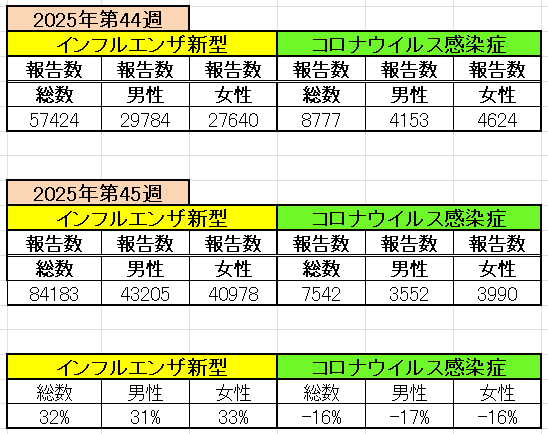 2025年第44週
インフルエンザ新型 コロナウイルス感染症
報告数 報告数 報告数 報告数 報告数 報告数
総数 男性 女性 総数 男性 女性
57424 29784 27640 8777 4153 4624
2025年第45週
インフルエンザ新型 コロナウイルス感染症
報告数 報告数 報告数 報告数 報告数 報告数
総数 男性 女性 総数 男性 女性
84183 43205 40978 7542 3552 3990
インフルエンザ新型 コロナウイルス感染症
総数 男性 女性 総数 男性 女性
32% 31% 33% -16% -17% -16%